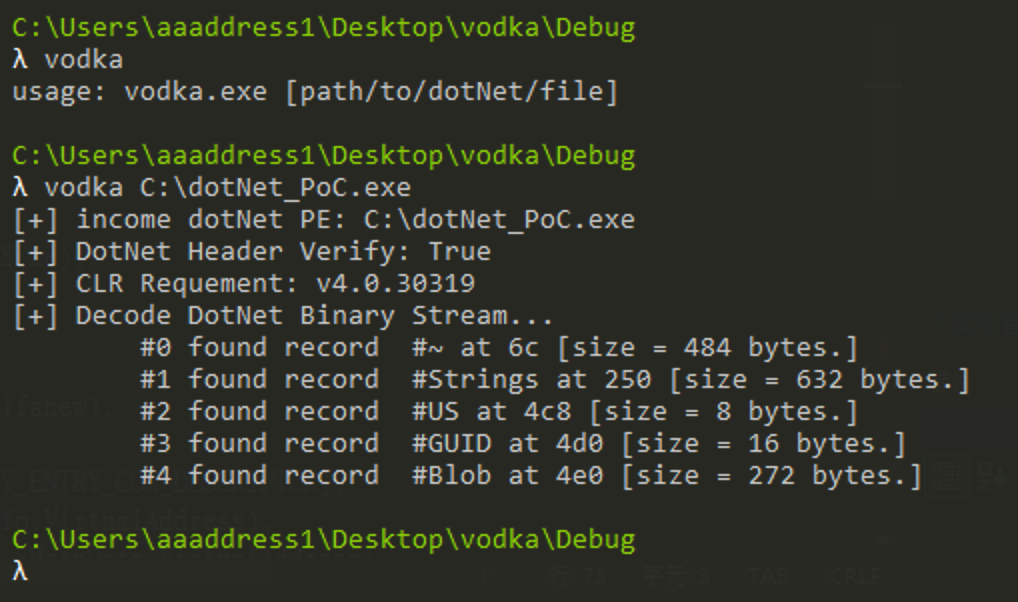 C:\Users\aaaddress1\Desktop\vodka\Debug
λ vodka
usage: vodka.exe [path/to/dotNet/file]
C:\Users\aaaddress1\Desktop\vodka\Debug
λ vodka C:\dotNet_PoC.exe
[+] income dotNet PE: C:\dotNet_PoC.exe
[+] DotNet Header Verify: True
[+] CLR Requement: v4.0.30319
[+] Decode DotNet Binary Stream...
#0 found record  #~ at 6c [size = 484 bytes.]
#1 found record  #Strings at 250 [size = 632 bytes.]
#2 found record  #US at 4c8 [size = 8 bytes.]
#3 found record  #GUID at 4d0 [size = 16 bytes.]
#4 found record  #Blob at 4e0 [size = 272 bytes.]
C:\Users\aaaddress1\Desktop\vodka\Debug
λ